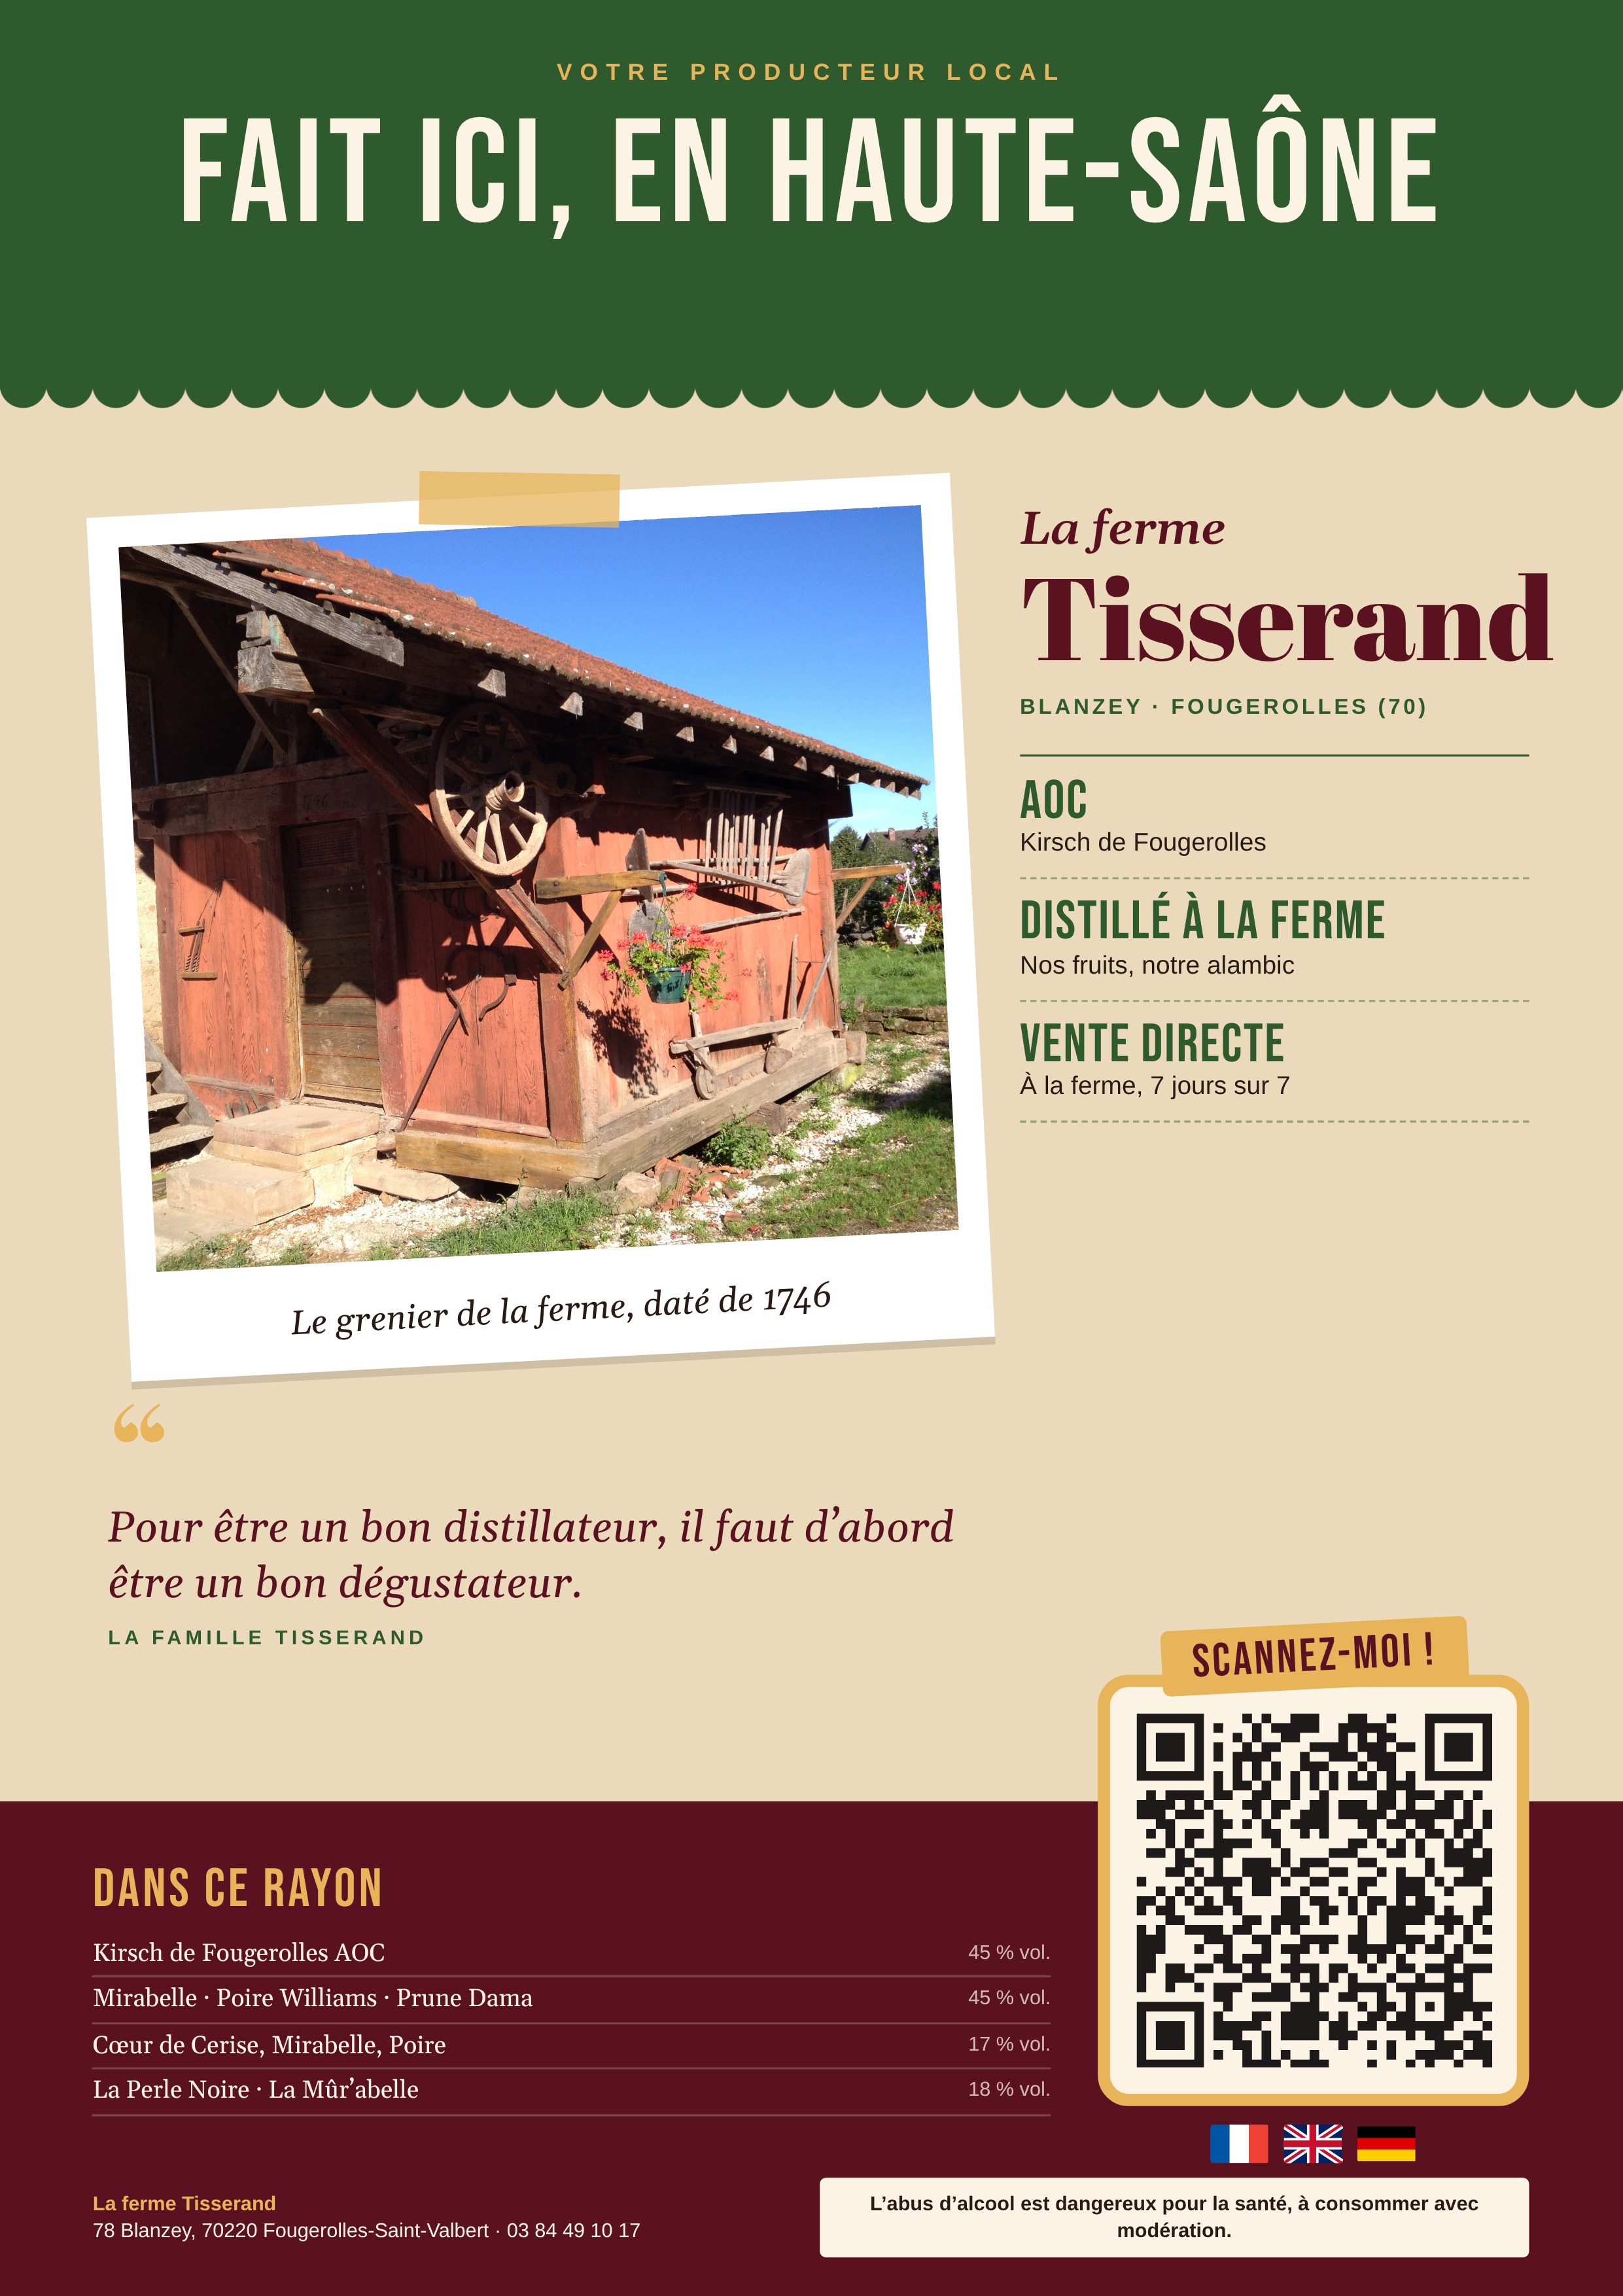 VOTRE PRODUCTEUR LOCAL
FAIT ICI, EN HAUTE-SAÔNE
La ferme
Tisserand
BLANZEY · FOUGEROLLES (70)
AOC
Kirsch de Fougerolles
DISTILLÉ À LA FERME
Nos fruits, notre alambic
VENTE DIRECTE
À la ferme, 7 jours sur 7
Le grenier de la ferme, daté de 1746
“
Pour être un bon distillateur, il faut d’abord
être un bon dégustateur.
LA FAMILLE TISSERAND
SCANNEZ-MOI !
DANS CE RAYON
Kirsch de Fougerolles AOC 45 % vol.
Mirabelle · Poire Williams · Prune Dama 45 % vol.
Cœur de Cerise, Mirabelle, Poire 17 % vol.
La Perle Noire · La Mûr’abelle 18 % vol.
La ferme Tisserand
78 Blanzey, 70220 Fougerolles-Saint-Valbert · 03 84 49 10 17
L’abus d’alcool est dangereux pour la santé, à consommer avec
modération.